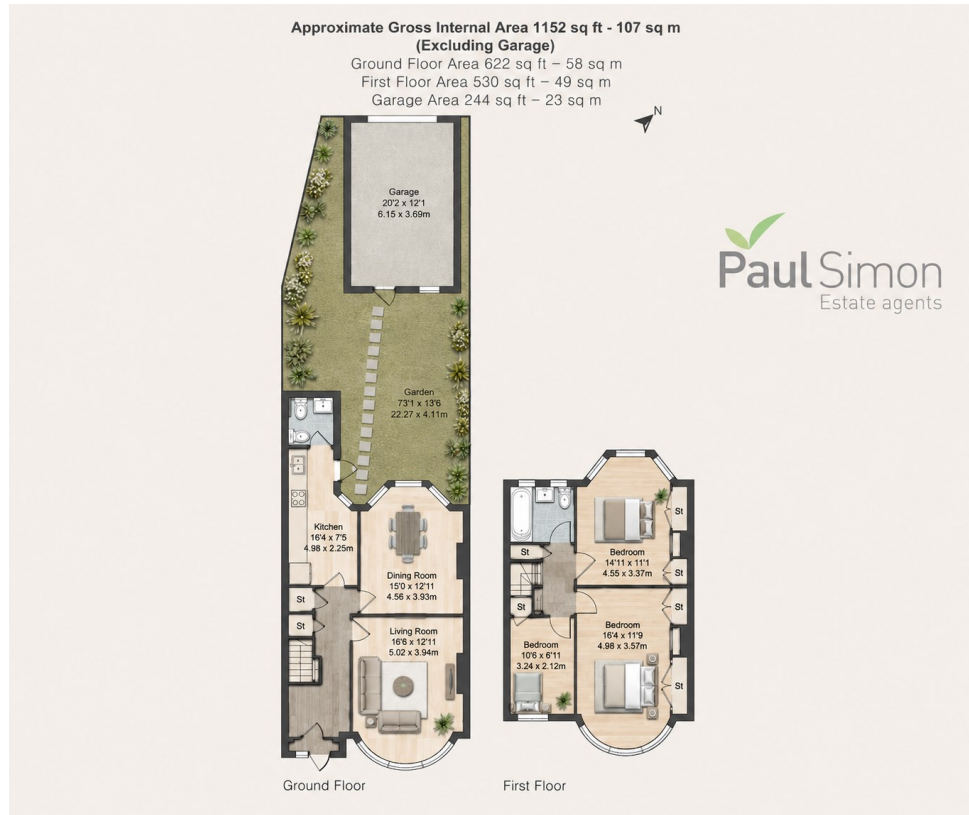 Approximate Gross Internal Area 1152 sq ft - 107 sq m
(Excluding Garage)
Ground Floor Area 622 sq ft – 58 sq m
First Floor Area 530 sq ft – 49 sq m
Garage Area 244 sq ft – 23 sq m
N
Garage
20'2 x 12'1
6.15 x 3.69m
Paul Simon
Estate agents
Garden
73'1 x 13'6
22.27 x 4.11m
Kitchen
16'4 x 7'5
4.98 x 2.25m
Dining Room
15'0 x 12'11
4.56 x 3.93m
St
St
Living Room
16'6 x 12'11
5.02 x 3.94m
Ground Floor
St
Bedroom
14'11 x 11'1
4.55 x 3.37m
St
St
St
St
Bedroom
16'4 x 11'9
4.98 x 3.57m
Bedroom
10'6 x 6'11
3.24 x 2.12m
St
First Floor